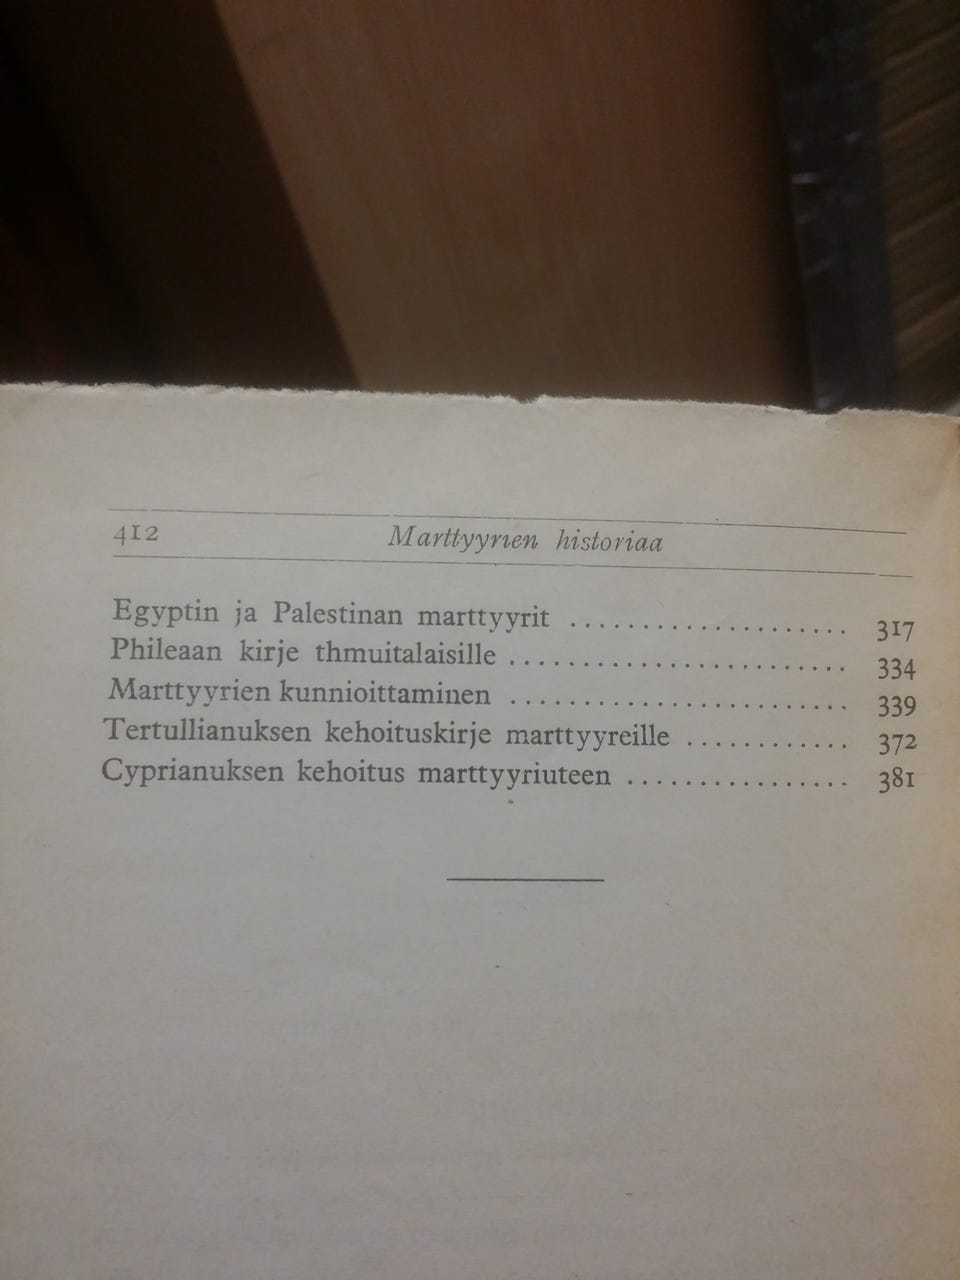 412 Marttyyrien historiaa
Egyptin ja Palestinan marttyyrit .................... 317
Phileaan kirje thmuitalaisille ........................ 334
Marttyyrien kunnioittaminen ........................ 339
Tertullianuksen kehoituskirje marttyyreille ............ 372
Cyprianuksen kehoitus marttyyriuteen ................ 381